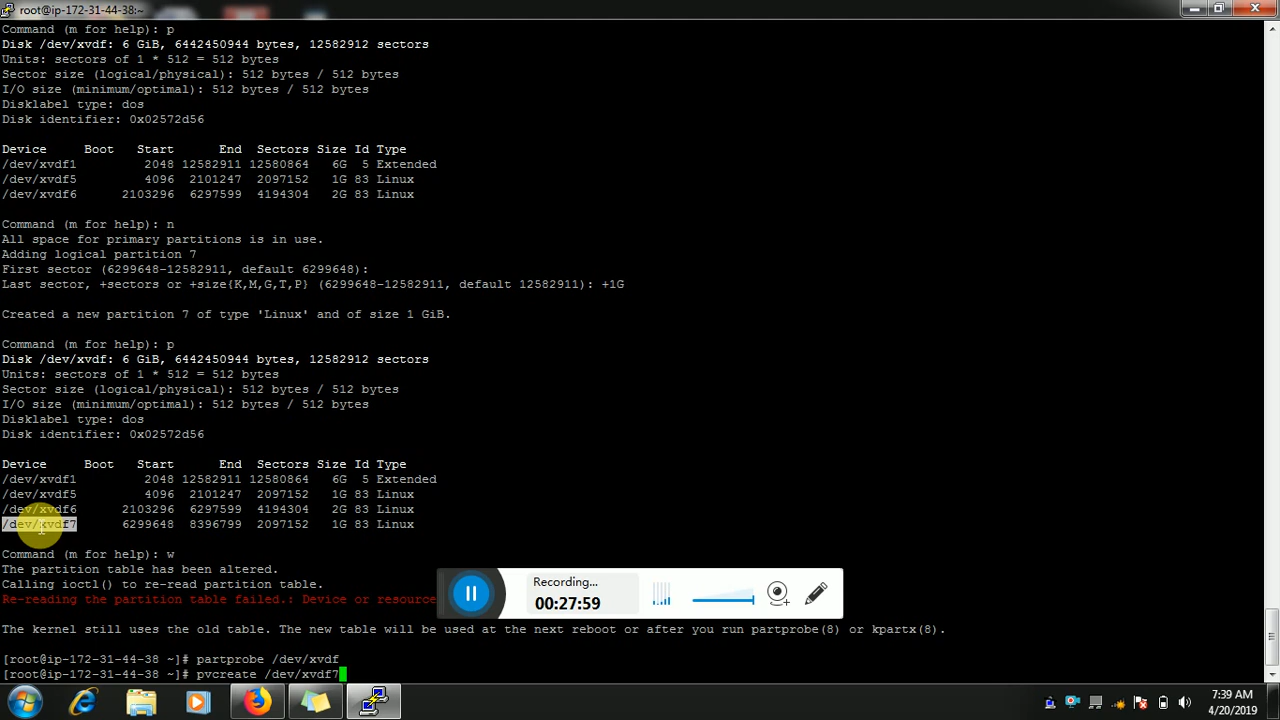 root@ip-172-31-44-38:~
Command (m for help): p
Disk /dev/xvdf: 6 GiB, 6442450944 bytes, 12582912 sectors
Units: sectors of 1 * 512 = 512 bytes
Sector size (logical/physical): 512 bytes / 512 bytes
I/O size (minimum/optimal): 512 bytes / 512 bytes
Disklabel type: dos
Disk identifier: 0x02572d56
Device     Boot   Start      End  Sectors Size Id Type
/dev/xvdf1         2048 12582911 12580864   6G  5 Extended
/dev/xvdf5         4096  2101247  2097152   1G 83 Linux
/dev/xvdf6      2103296  6297599  4194304   2G 83 Linux
Command (m for help): n
All space for primary partitions is in use.
Adding logical partition 7
First sector (6299648-12582911, default 6299648):
Last sector, +sectors or +size{K,M,G,T,P} (6299648-12582911, default 12582911): +1G
Created a new partition 7 of type 'Linux' and of size 1 GiB.
Command (m for help): p
Disk /dev/xvdf: 6 GiB, 6442450944 bytes, 12582912 sectors
Units: sectors of 1 * 512 = 512 bytes
Sector size (logical/physical): 512 bytes / 512 bytes
I/O size (minimum/optimal): 512 bytes / 512 bytes
Disklabel type: dos
Disk identifier: 0x02572d56
Device     Boot   Start      End  Sectors Size Id Type
/dev/xvdf1         2048 12582911 12580864   6G  5 Extended
/dev/xvdf5         4096  2101247  2097152   1G 83 Linux
/dev/xvdf6      2103296  6297599  4194304   2G 83 Linux
/dev/xvdf7      6299648  8396799  2097152   1G 83 Linux
Command (m for help): w
The partition table has been altered.
Calling ioctl() to re-read partition table.
Re-reading the partition table failed.: Device or resource
Recording...
00:27:59
The kernel still uses the old table. The new table will be used at the next reboot or after you run partprobe(8) or kpartx(8).
[root@ip-172-31-44-38 ~]# partprobe /dev/xvdf
[root@ip-172-31-44-38 ~]# pvcreate /dev/xvdf7
7:39 AM
4/20/2019